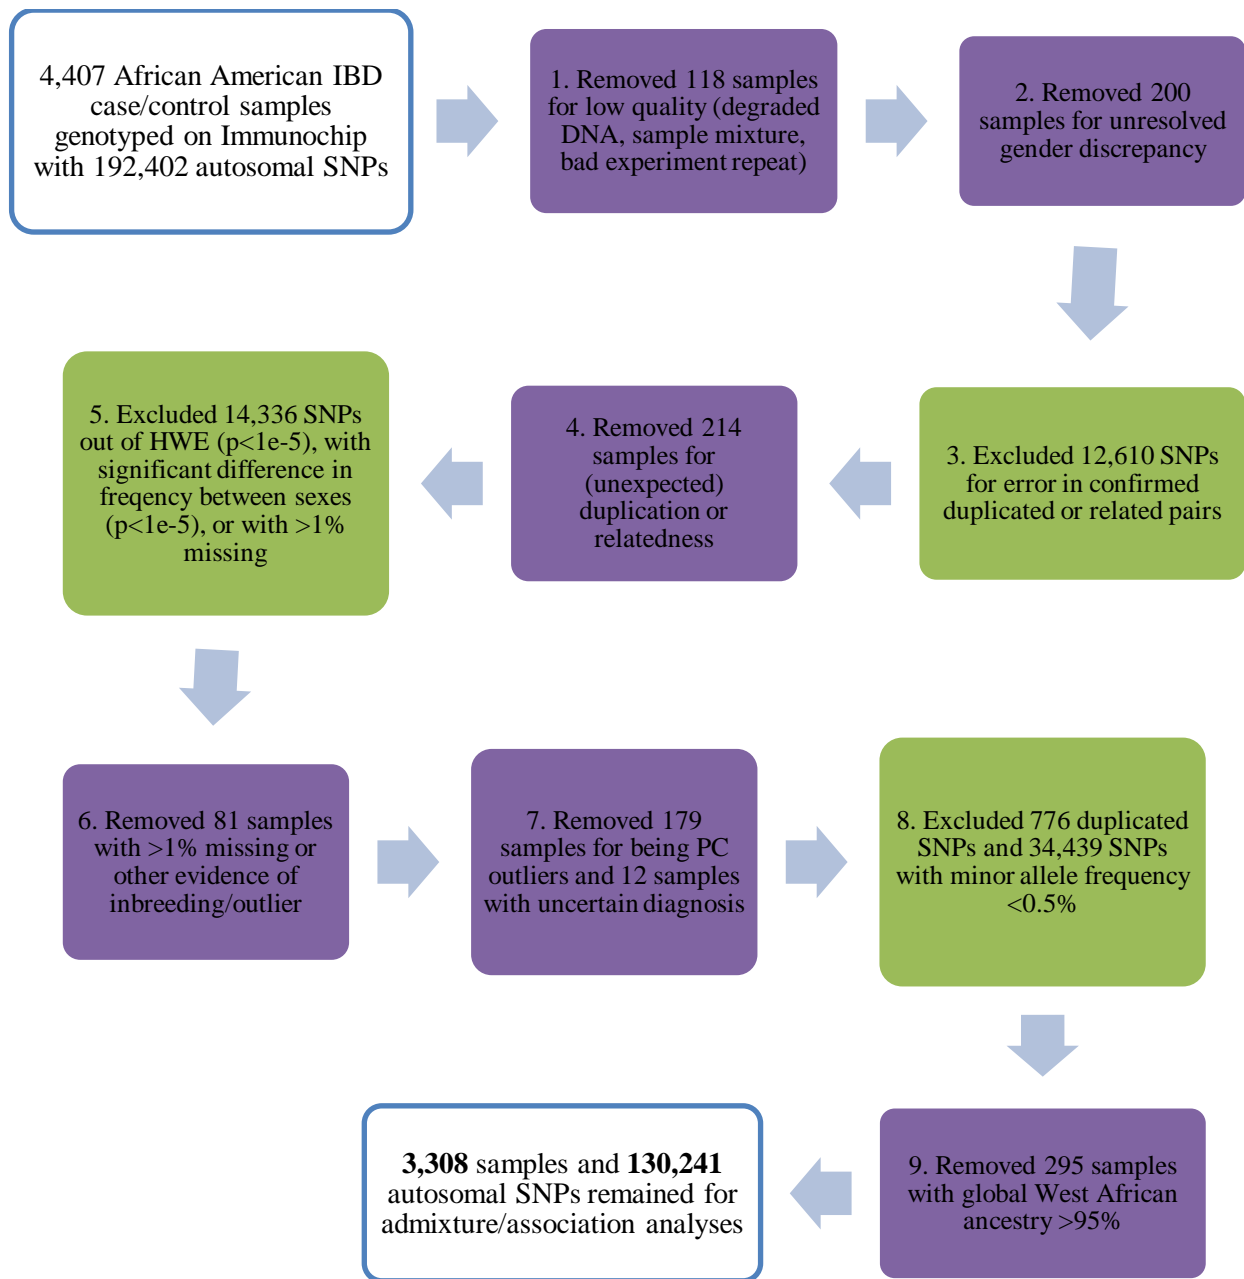 4,407 African American IBD
case/control samples
genotyped on Immunochip
with 192,402 autosomal SNPs
1. Removed 118 samples
for low quality (degraded
DNA, sample mixture,
bad experiment repeat)
2. Removed 200
samples for unresolved
gender discrepancy
3. Excluded 12,610 SNPs
for error in confirmed
duplicated or related pairs
4. Removed 214
samples for
(unexpected)
duplication or
relatedness
5. Excluded 14,336 SNPs
out of HWE (p<1e-5), with
significant difference in
freqency between sexes
(p<1e-5), or with >1%
missing
6. Removed 81 samples
with >1% missing or
other evidence of
inbreeding/outlier
7. Removed 179
samples for being PC
outliers and 12 samples
with uncertain diagnosis
8. Excluded 776 duplicated
SNPs and 34,439 SNPs
with minor allele frequency
<0.5%
9. Removed 295 samples
with global West African
ancestry >95%
3,308 samples and 130,241
autosomal SNPs remained for
admixture/association analyses